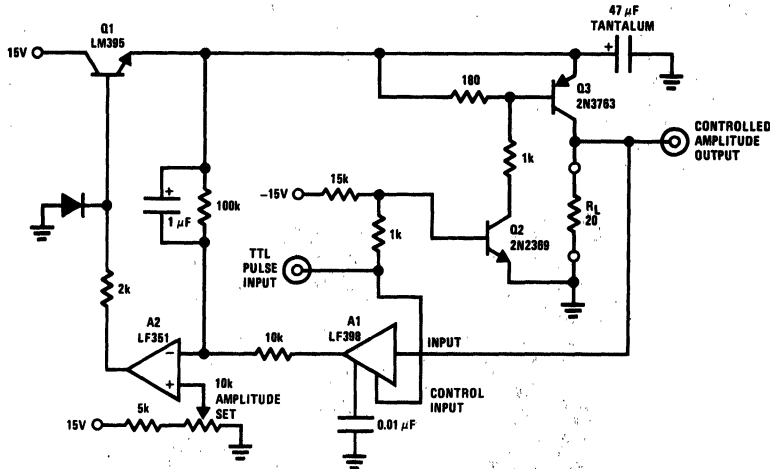 47 µF
TANTALUM
+
Q1
LM395
15V
180
Q3
2N3763
CONTROLLED
AMPLITUDE
OUTPUT
1k
-15V
15k
+
1 µF
100k
1k
Q2
2N2369
RL
20
TTL
PULSE
INPUT
2k
A2
LF351
10k
A1
LF398
INPUT
−
+
10k
AMPLITUDE
SET
CONTROL
INPUT
5k
15V
0.01 µF